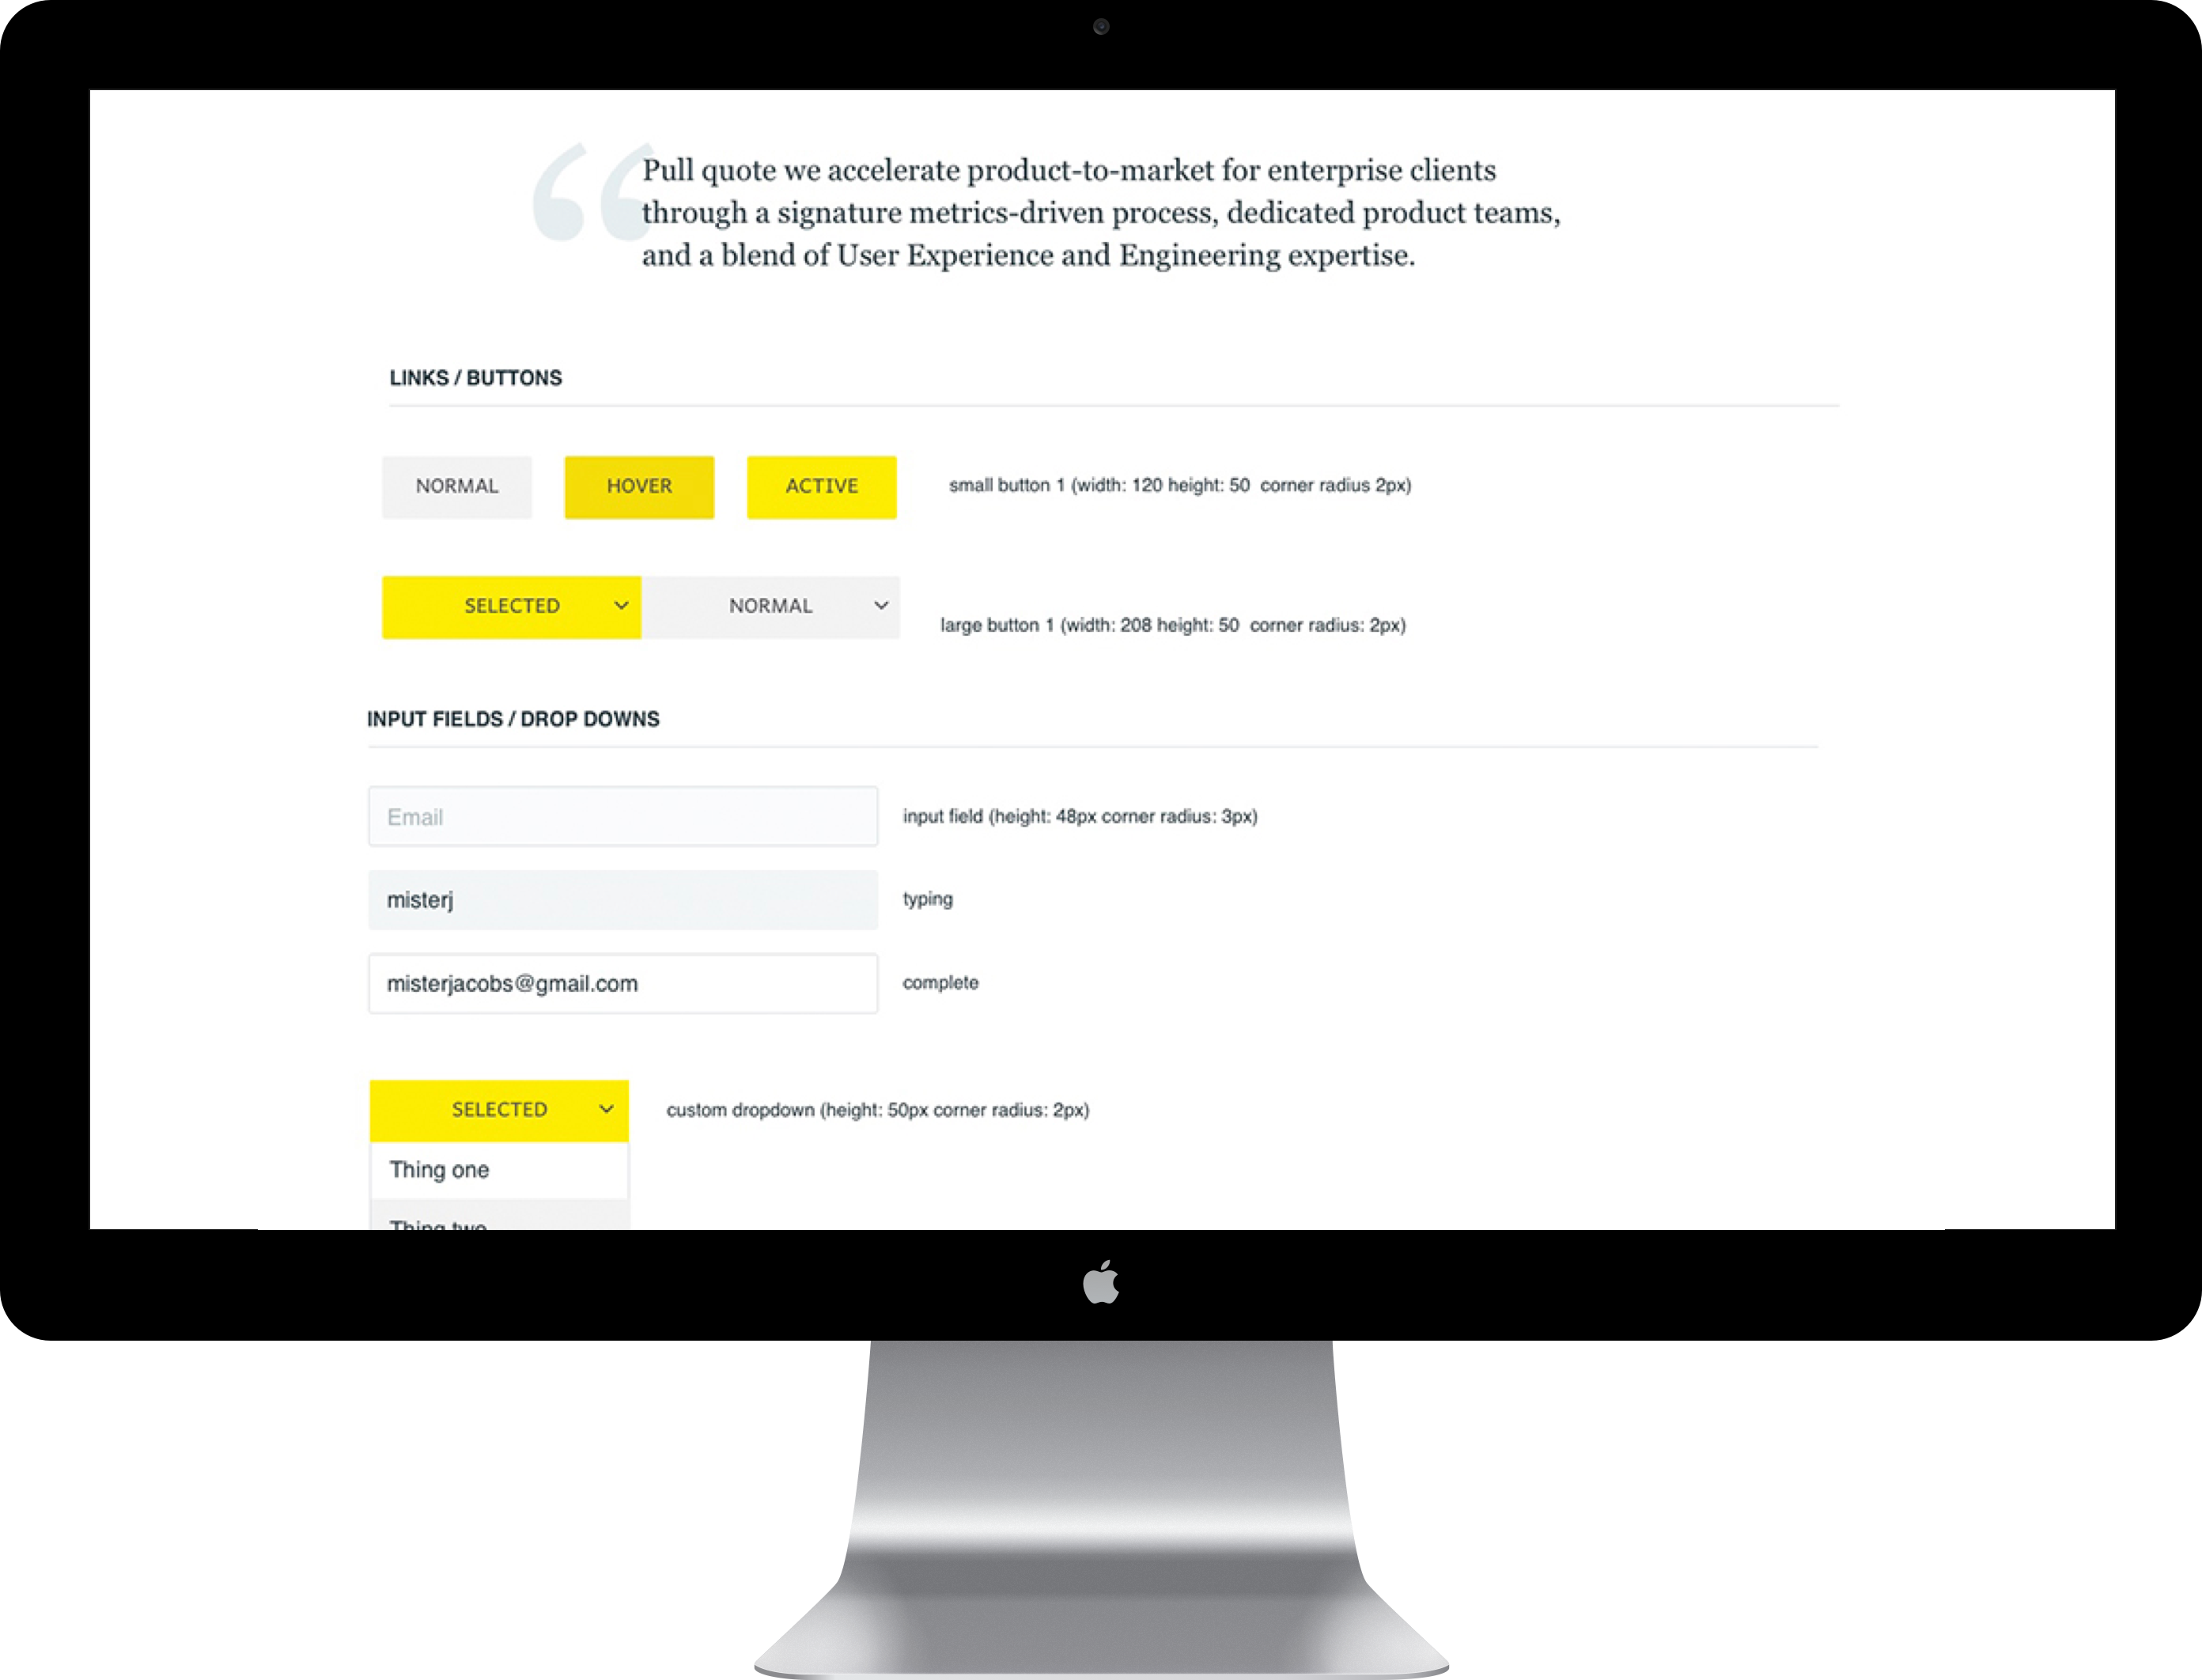 Pull quote we accelerate product-to-market for enterprise clients
through a signature metrics-driven process, dedicated product teams,
and a blend of User Experience and Engineering expertise.
LINKS / BUTTONS
NORMAL HOVER ACTIVE small button 1 (width: 120 height: 50 corner radius 2px)
SELECTED NORMAL large button 1 (width: 208 height: 50 corner radius: 2px)
INPUT FIELDS / DROP DOWNS
Email input field (height: 48px corner radius: 3px)
misterj typing
misterjacobs@gmail.com complete
SELECTED custom dropdown (height: 50px corner radius: 2px)
Thing one
Thing two